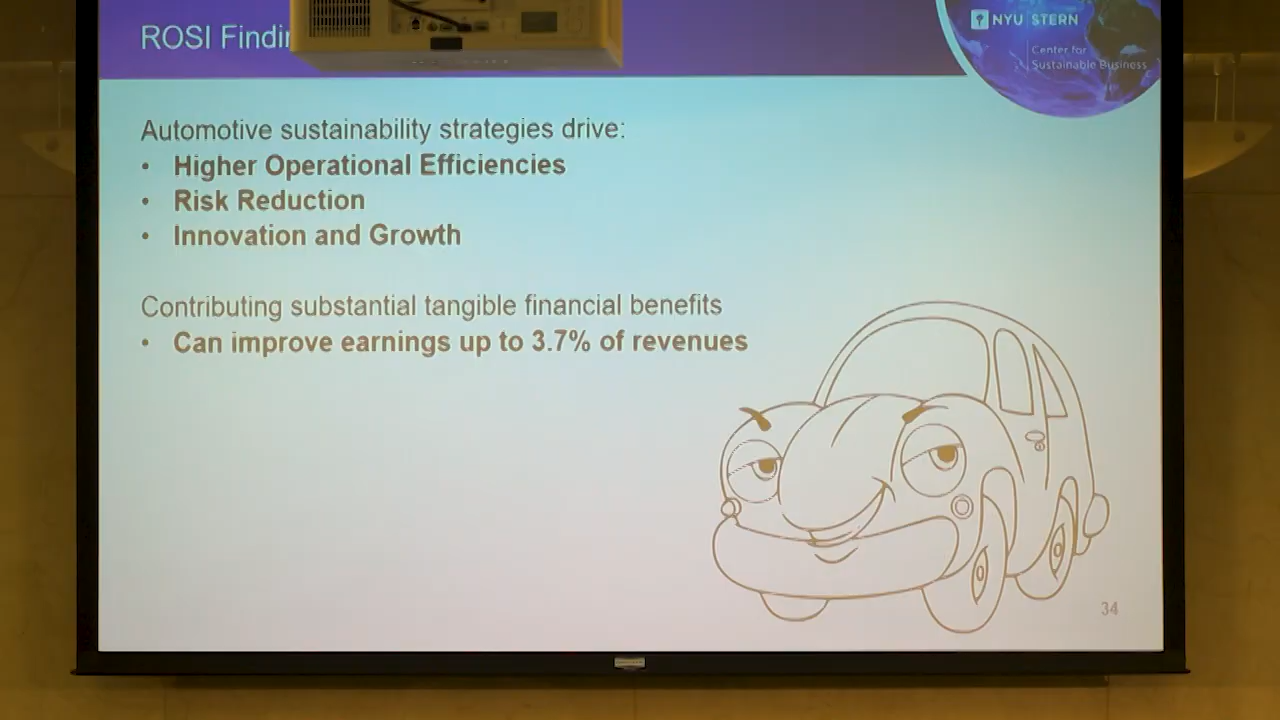 ROSI
NYU STERN
Center for
Sustainable Business
Automotive sustainability strategies drive:
• Higher Operational Efficiencies
• Risk Reduction
• Innovation and Growth
Contributing substantial tangible financial benefits
• Can improve earnings up to 3.7% of revenues
34